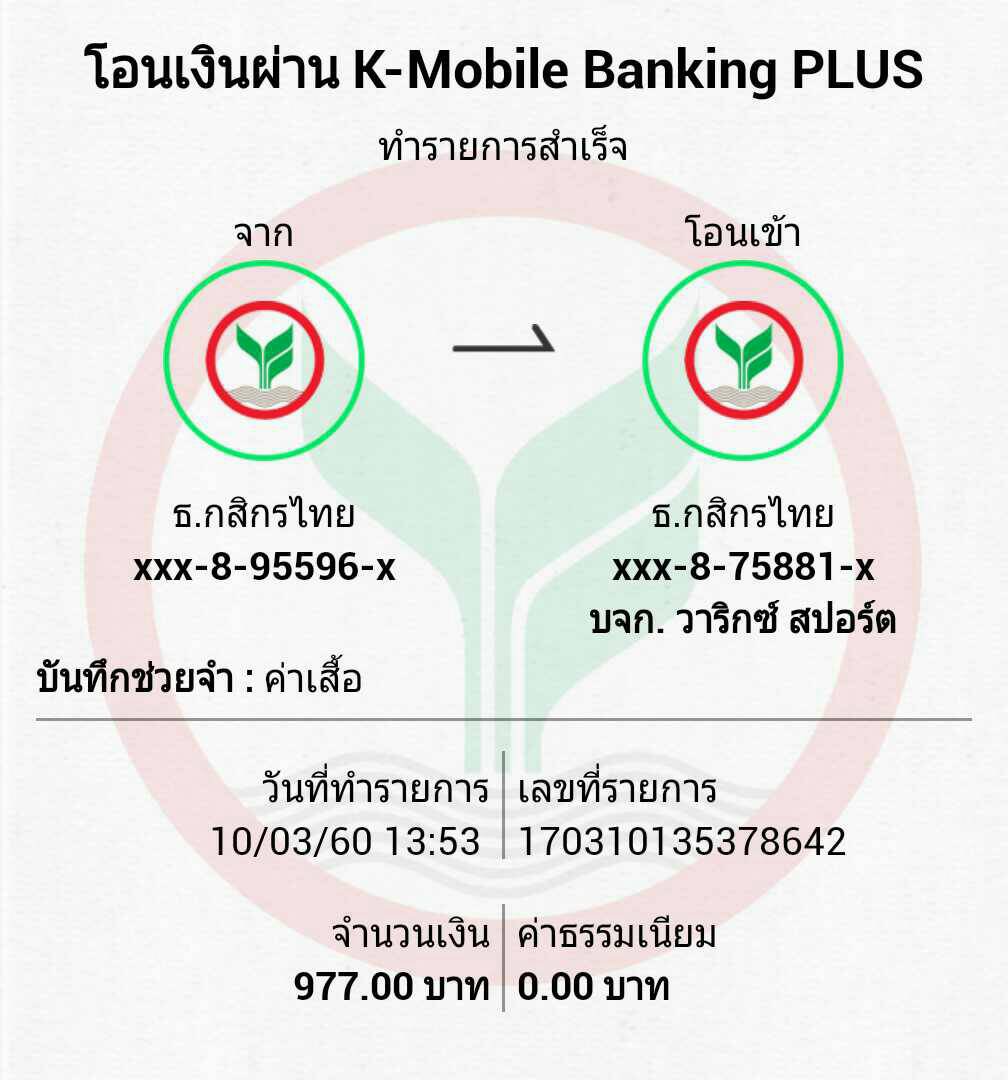 โอนเงินผ่าน K-Mobile Banking PLUS
ทำรายการสำเร็จ
จาก
โอนเข้า
ธ.กสิกรไทย
xxx-8-95596-x
ธ.กสิกรไทย
xxx-8-75881-x
บจก. วาริกซ์ สปอร์ต
บันทึกช่วยจำ : ค่าเสื้อ
วันที่ทำรายการ
10/03/60 13:53
เลขที่รายการ
170310135378642
จำนวนเงิน
977.00 บาท
ค่าธรรมเนียม
0.00 บาท